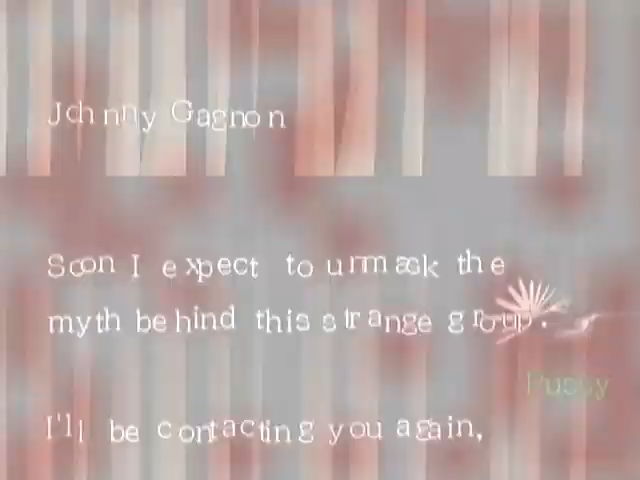 Johnny Gagnon
Soon I expect to unmask the
myth behind this strange group.
I'll be contacting you again,